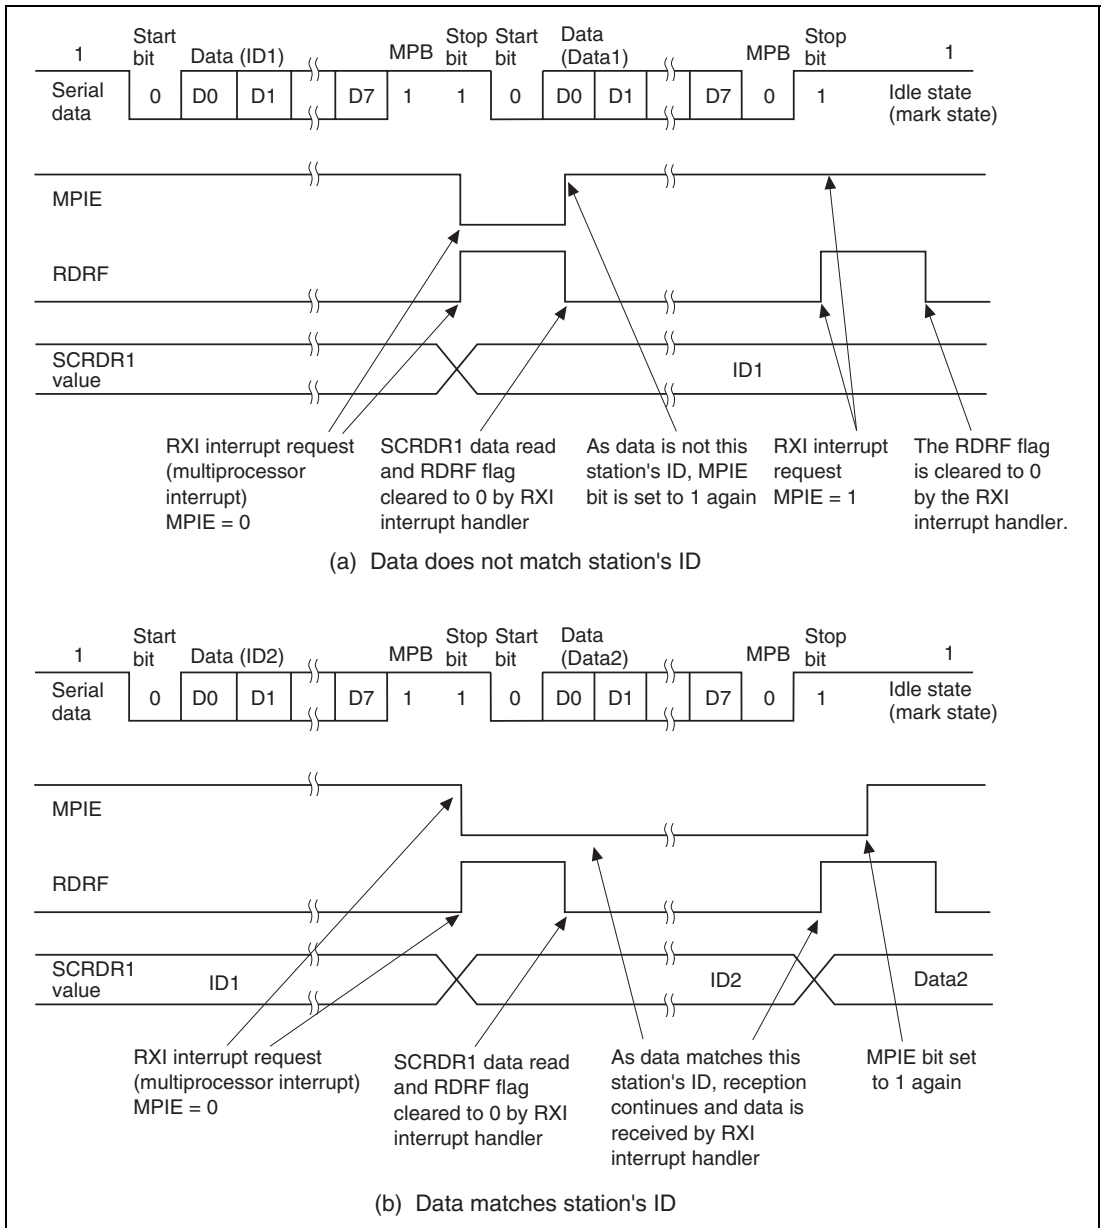 1 Start bit Data (ID1) MPB Stop bit Start bit Data (Data1) MPB Stop bit 1
Serial data 0 D0 D1 D7 1 1 0 D0 D1 D7 0 1 Idle state (mark state)
MPIE
RDRF
SCRDR1 value
ID1
RXI interrupt request
(multiprocessor
interrupt)
MPIE = 0
SCRDR1 data read
and RDRF flag
cleared to 0 by RXI
interrupt handler
As data is not this
station's ID, MPIE
bit is set to 1 again
RXI interrupt
request
MPIE = 1
The RDRF flag
is cleared to 0
by the RXI
interrupt handler.
(a) Data does not match station's ID
1 Start bit Data (ID2) MPB Stop bit Start bit Data (Data2) MPB Stop bit 1
Serial data 0 D0 D1 D7 1 1 0 D0 D1 D7 0 1 Idle state (mark state)
MPIE
RDRF
SCRDR1 value
ID1
ID2
Data2
RXI interrupt request
(multiprocessor interrupt)
MPIE = 0
SCRDR1 data read
and RDRF flag
cleared to 0 by RXI
interrupt handler
As data matches this
station's ID, reception
continues and data is
received by RXI
interrupt handler
MPIE bit set
to 1 again
(b) Data matches station's ID